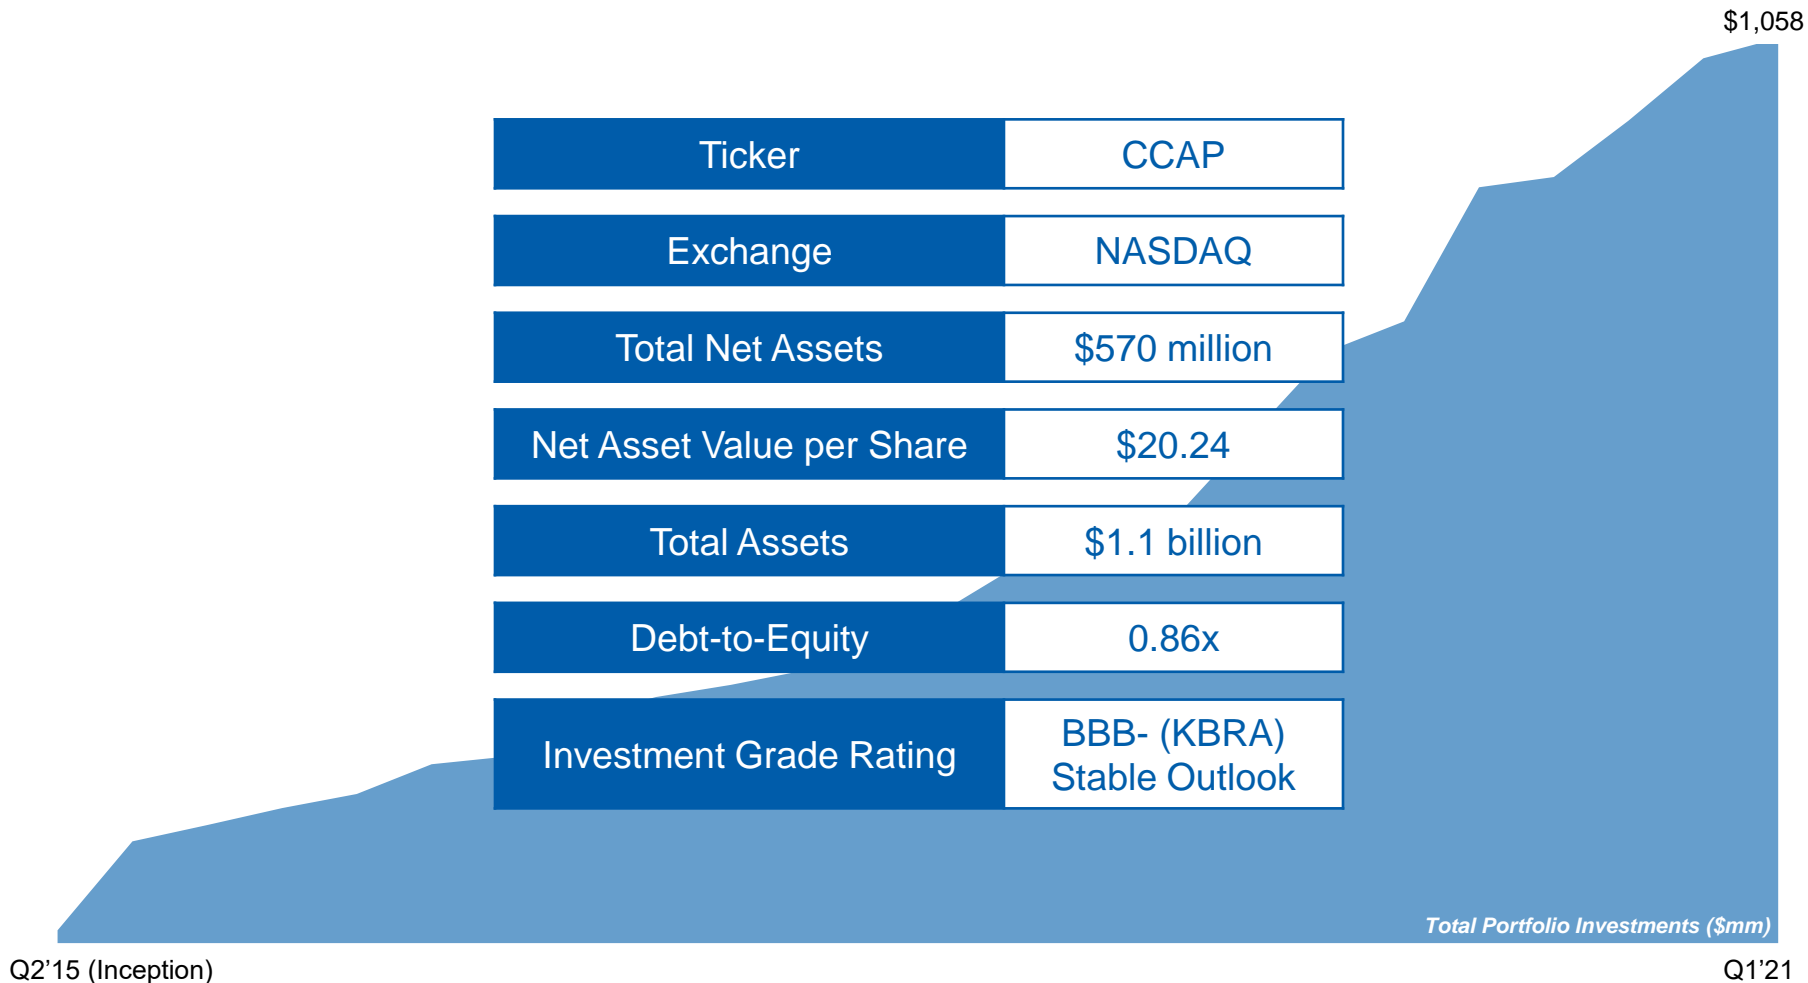 $1,058
Ticker CCAP
Exchange NASDAQ
Total Net Assets $570 million
Net Asset Value per Share $20.24
Total Assets $1.1 billion
Debt-to-Equity 0.86x
Investment Grade Rating BBB- (KBRA)
Stable Outlook
Total Portfolio Investments ($mm)
Q2’15 (Inception) Q1’21